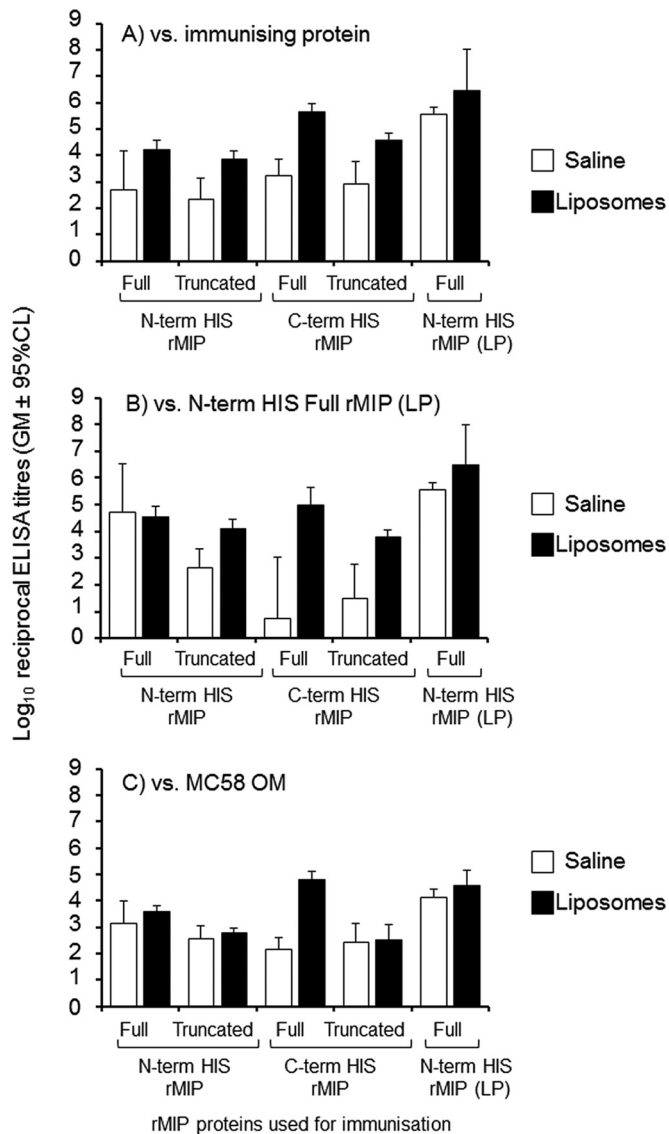 Log₁₀ reciprocal ELISA titres (GM ± 95%CL)
A) vs. immunising protein
9
8
7
6
5
4
3
2
1
0
Saline
Liposomes
Full Truncated Full Truncated Full
N-term HIS C-term HIS N-term HIS
rMIP rMIP rMIP (LP)
B) vs. N-term HIS Full rMIP (LP)
9
8
7
6
5
4
3
2
1
0
Saline
Liposomes
Full Truncated Full Truncated Full
N-term HIS C-term HIS N-term HIS
rMIP rMIP rMIP (LP)
C) vs. MC58 OM
9
8
7
6
5
4
3
2
1
0
Saline
Liposomes
Full Truncated Full Truncated Full
N-term HIS C-term HIS N-term HIS
rMIP rMIP rMIP (LP)
rMIP proteins used for immunisation